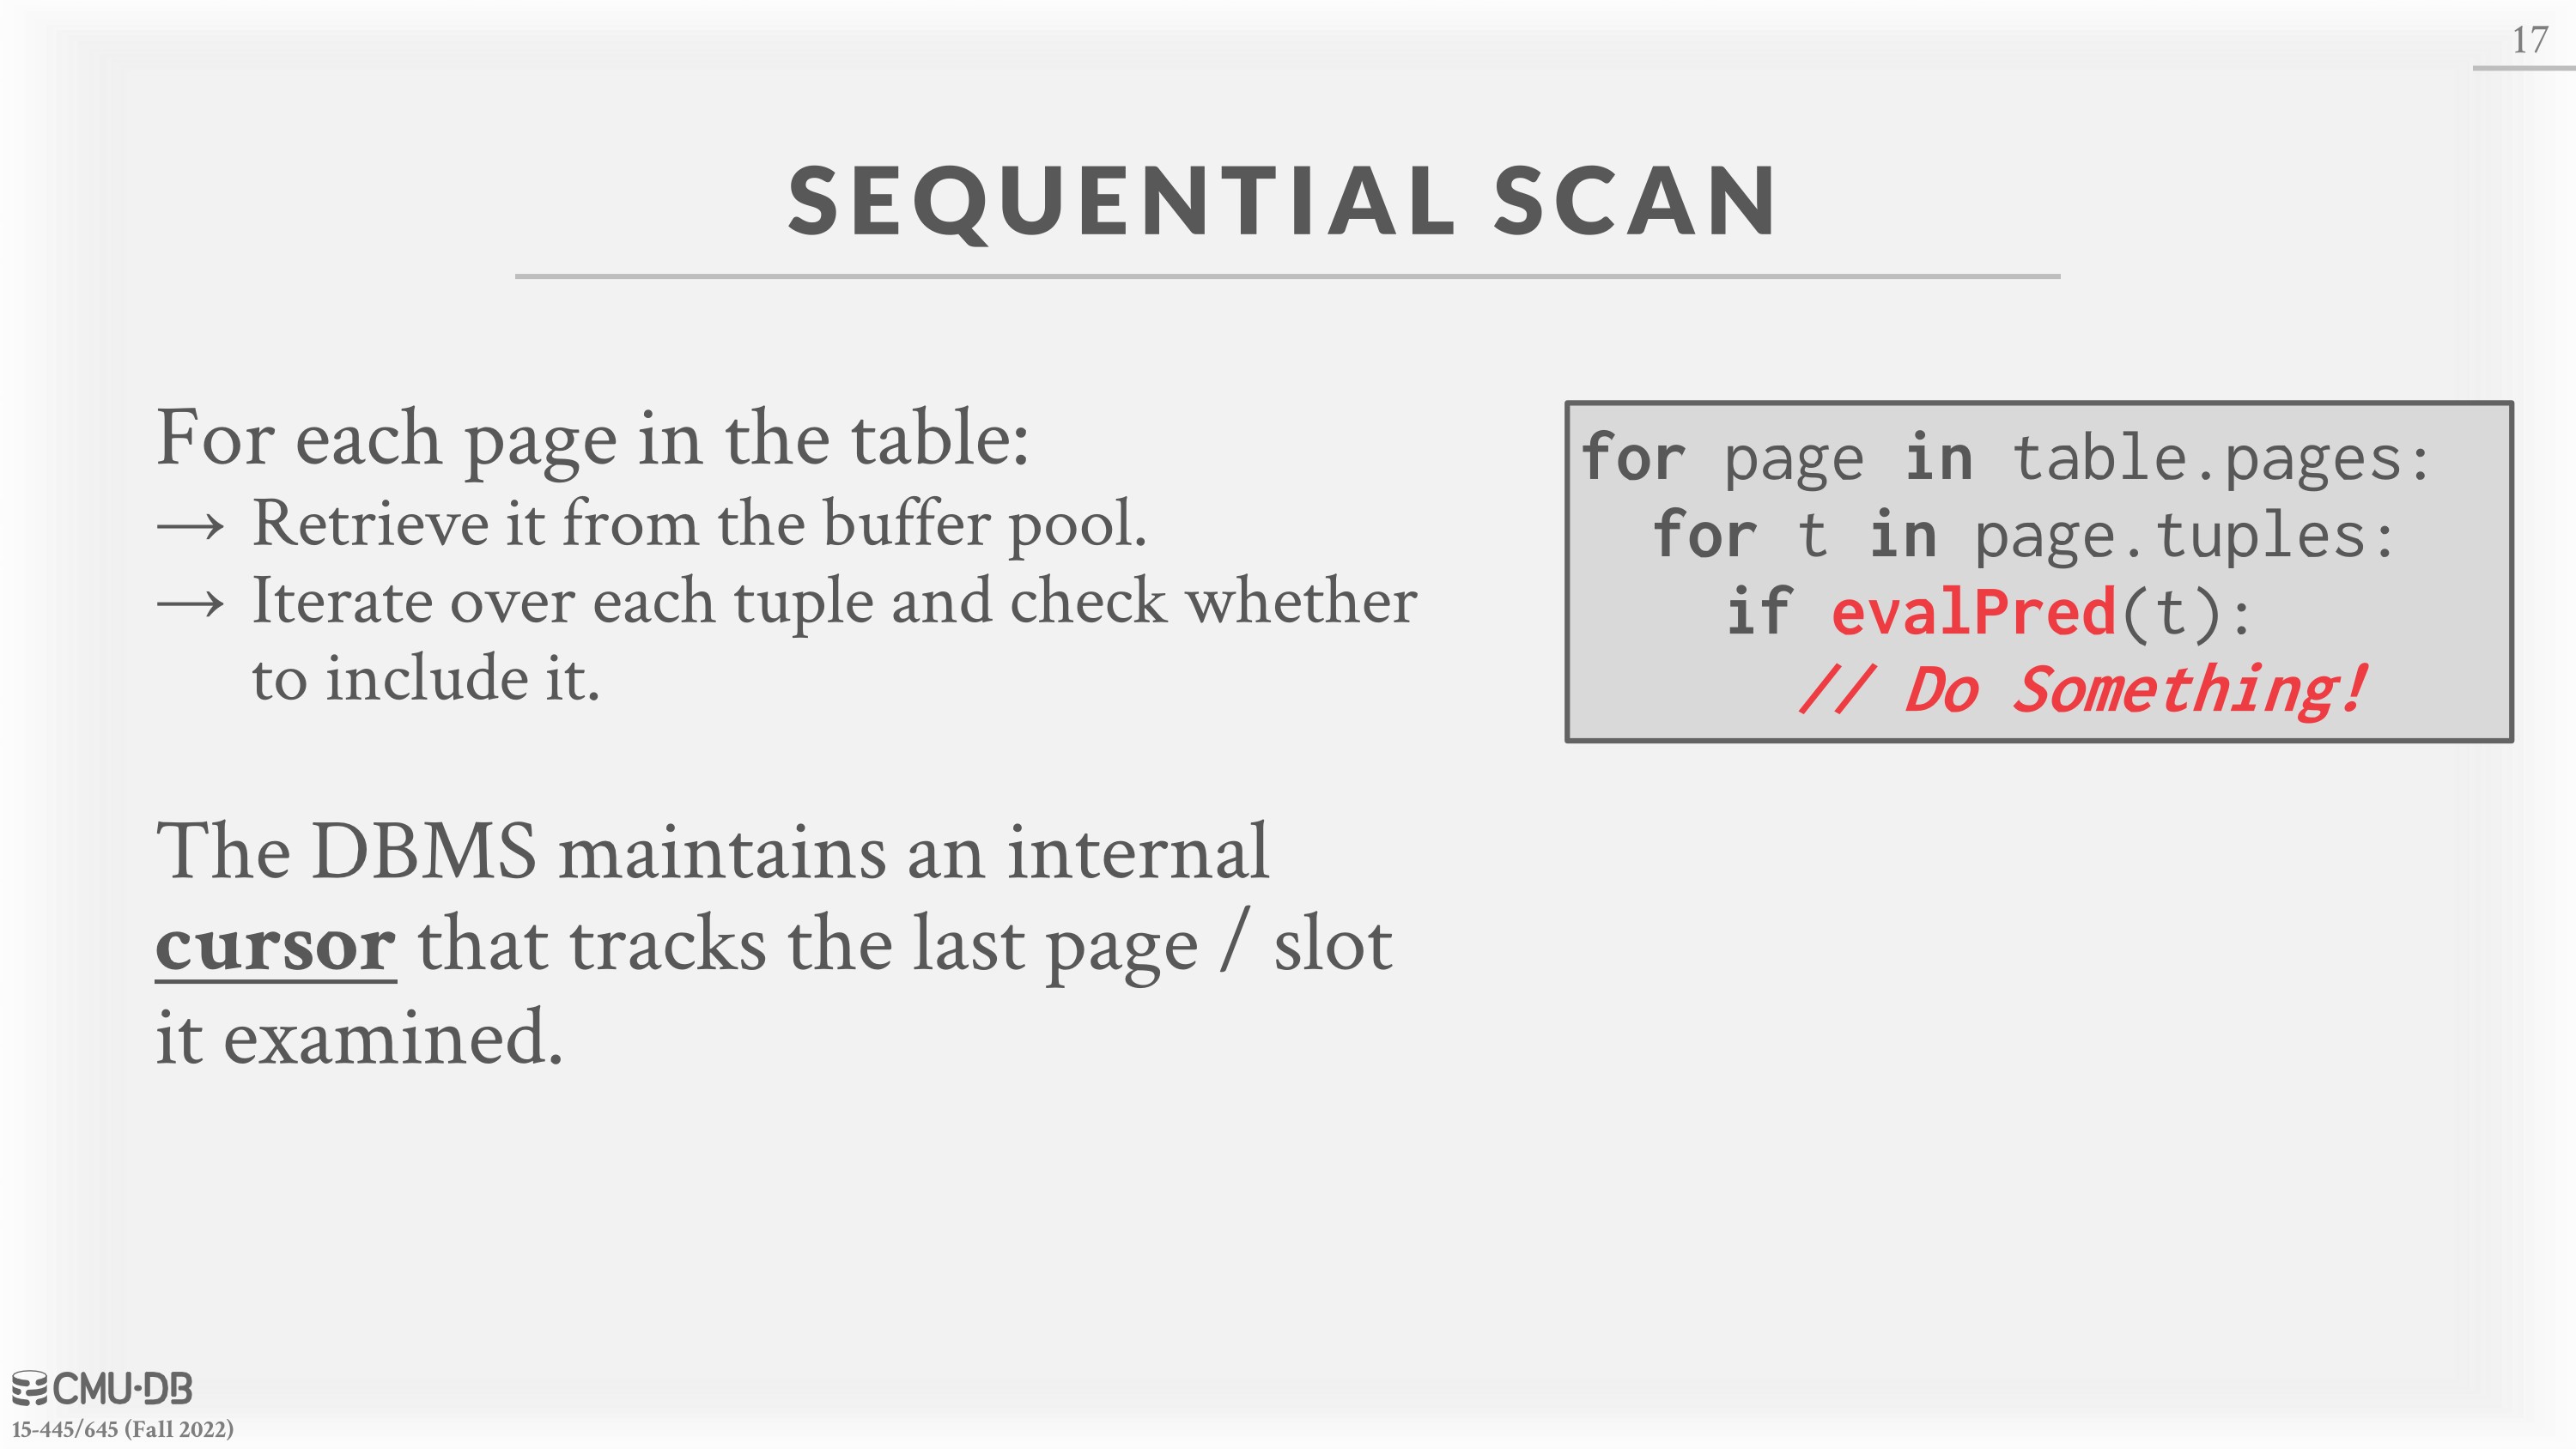 17
SEQUENTIAL SCAN
For each page in the table:
→ Retrieve it from the buffer pool.
→ Iterate over each tuple and check whether
to include it.
The DBMS maintains an internal
cursor that tracks the last page / slot
it examined.
for page in table.pages:
  for t in page.tuples:
    if evalPred(t):
      // Do Something!
CMU·DB
15-445/645 (Fall 2022)